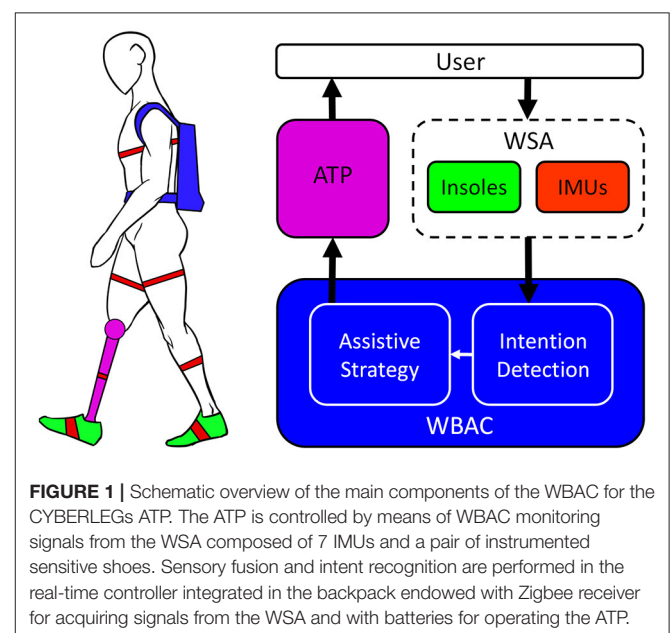 User
WSA
ATP
Insoles IMUs
Assistive Intention
Strategy Detection
WBAC
FIGURE 1 | Schematic overview of the main components of the WBAC for the
CYBERLEGs ATP. The ATP is controlled by means of WBAC monitoring
signals from the WSA composed of 7 IMUs and a pair of instrumented
sensitive shoes. Sensory fusion and intent recognition are performed in the
real-time controller integrated in the backpack endowed with Zigbee receiver
for acquiring signals from the WSA and with batteries for operating the ATP.